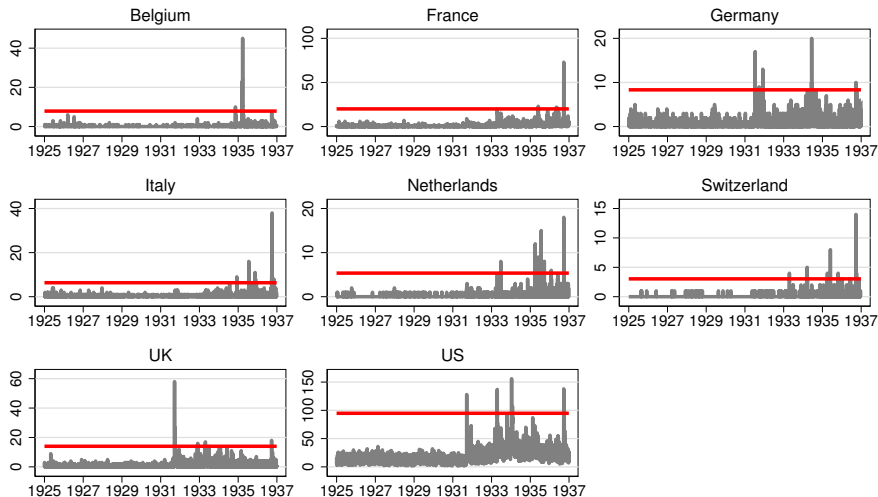 Belgium
0 20 40
1925 1927 1929 1931 1933 1935 1937
France
0 50 100
1925 1927 1929 1931 1933 1935 1937
Germany
0 10 20
1925 1927 1929 1931 1933 1935 1937
Italy
0 20 40
1925 1927 1929 1931 1933 1935 1937
Netherlands
0 10 20
1925 1927 1929 1931 1933 1935 1937
Switzerland
0 5 10 15
1925 1927 1929 1931 1933 1935 1937
UK
0 20 40 60
1925 1927 1929 1931 1933 1935 1937
US
0 50 100 150
1925 1927 1929 1931 1933 1935 1937